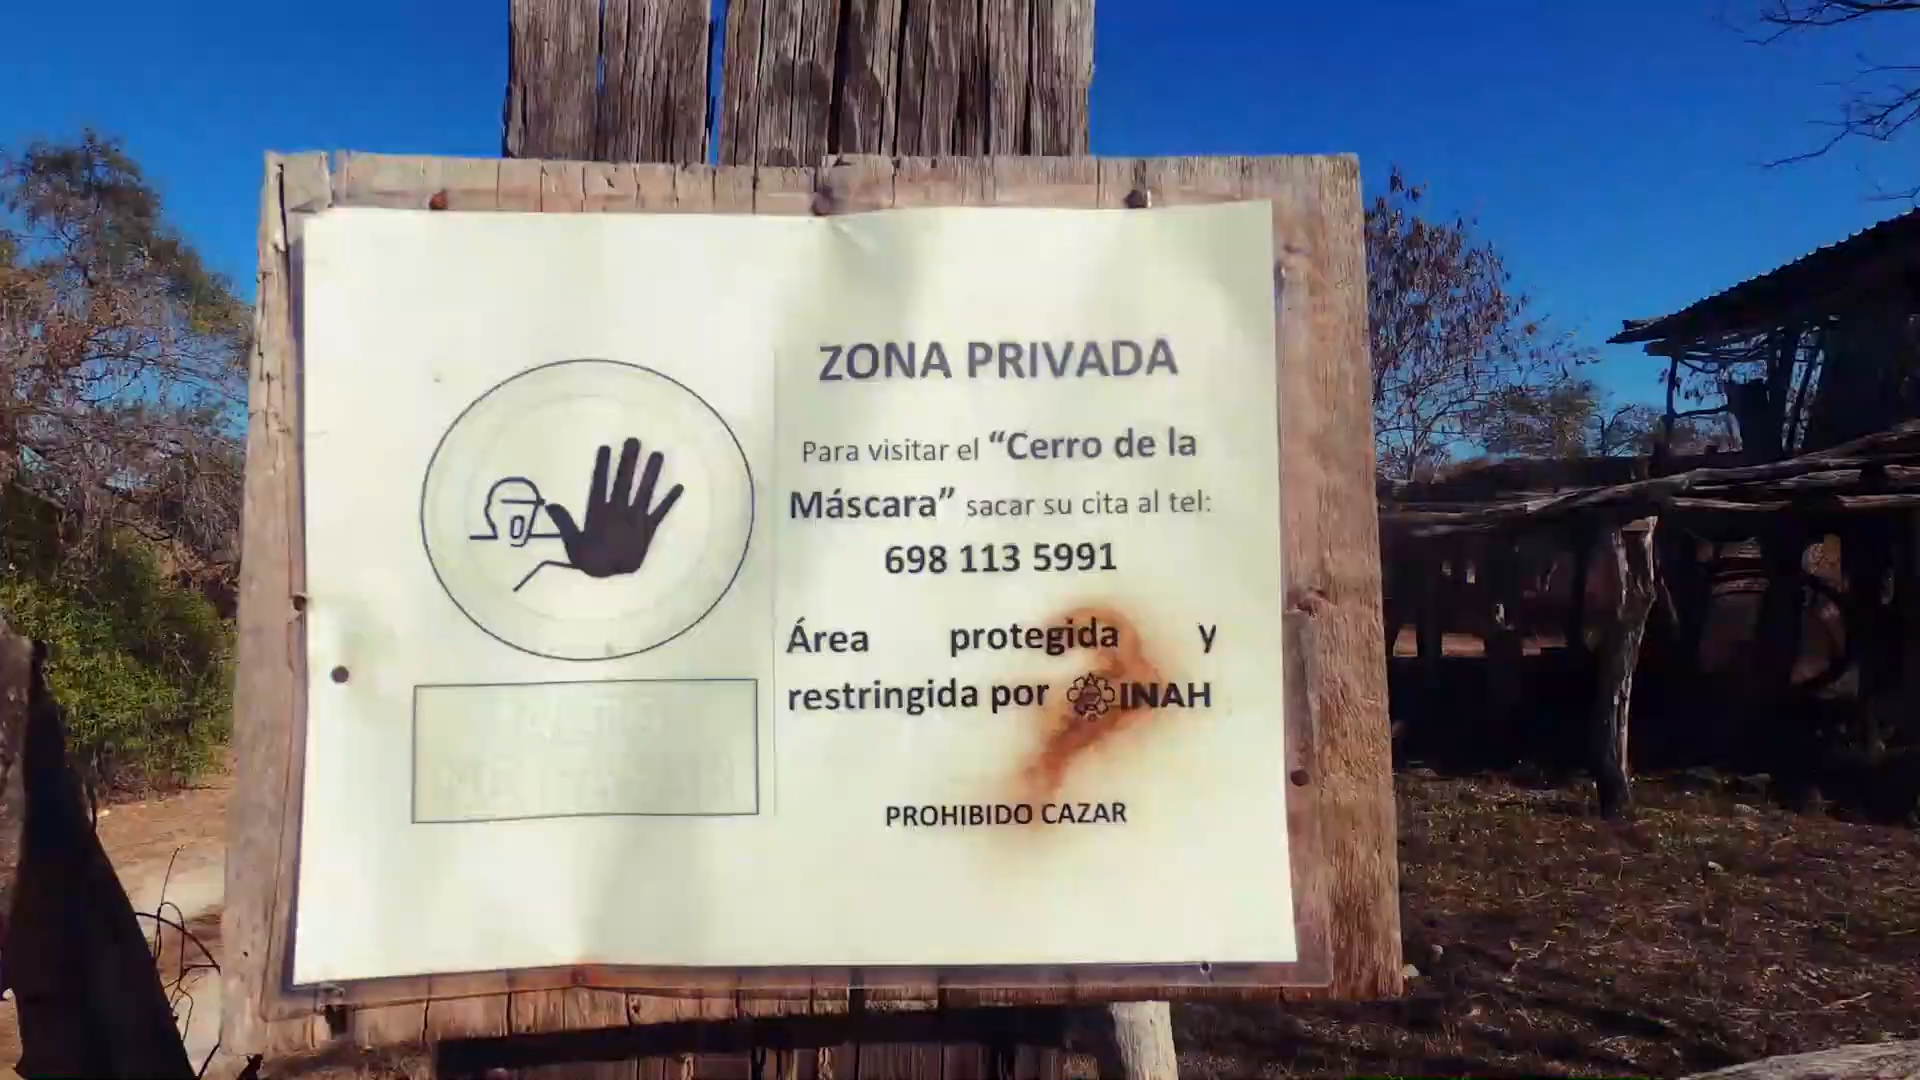 ZONA PRIVADA
Para visitar el “Cerro de la
Máscara” sacar su cita al tel:
698 113 5991
Área protegida y
restringida por INAH
PROHIBIDO CAZAR